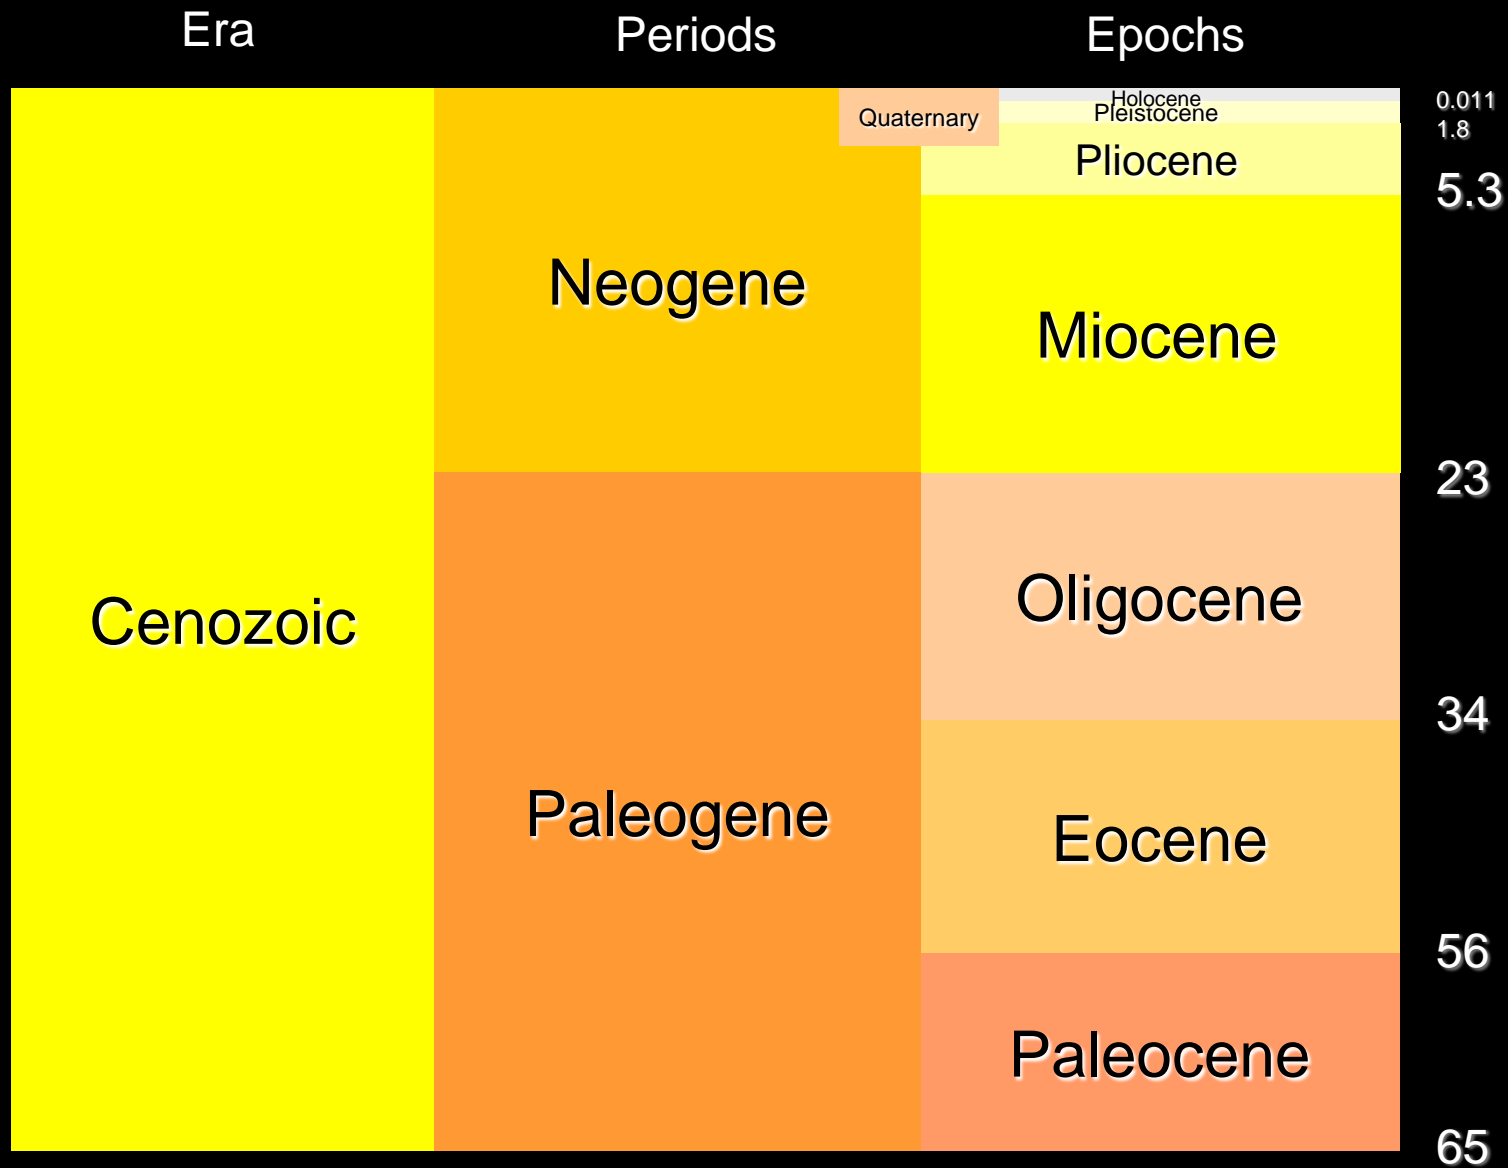 Era Periods Epochs
Holocene 0.011
Quaternary Pleistocene 1.8
Pliocene 5.3
Neogene Miocene
23
Cenozoic Oligocene
34
Paleogene Eocene
56
Paleocene
65